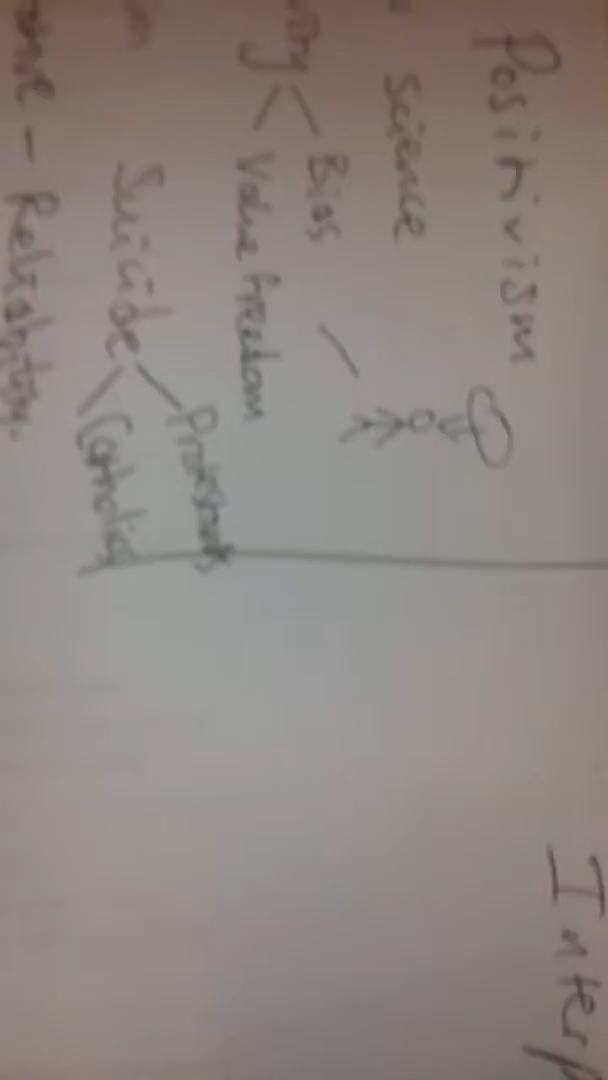 Positivism
Science
Bias
Value freedom
Suicide
Protestants
Catholics
- Reliability.
Interp